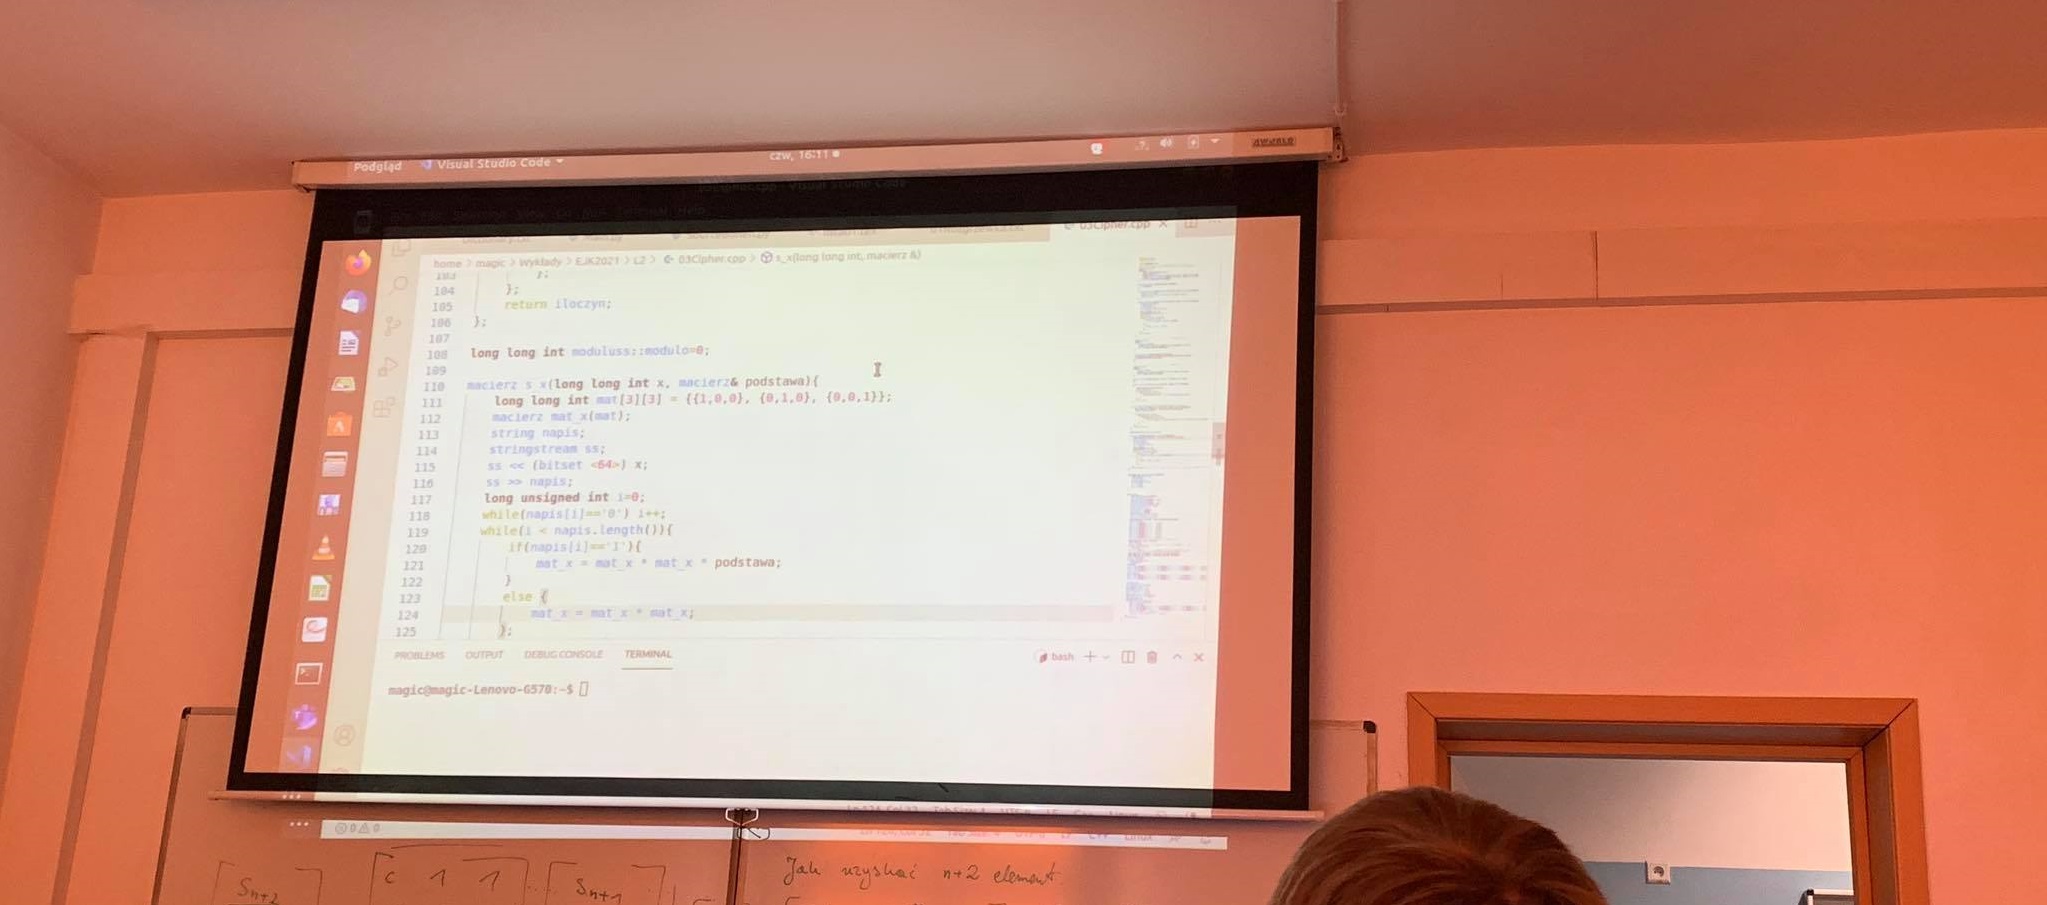 Podgląd Visual Studio Code czw, 16:11
03Cipher.cpp
home > magic > Wykłady > EJK2021 > L2 > 03Cipher.cpp > s_x(long long int, macierz &)
103 };
104 };
105 return iloczyn;
106 };
107
108 long long int moduluss::modulo=0;
109
110 macierz s_x(long long int x, macierz& podstawa){
111 long long int mat[3][3] = {{1,0,0}, {0,1,0}, {0,0,1}};
112 macierz mat_x(mat);
113 string napis;
114 stringstream ss;
115 ss << (bitset <64>) x;
116 ss >> napis;
117 long unsigned int i=0;
118 while(napis[i]=='0') i++;
119 while(i < napis.length()){
120 if(napis[i]=='1'){
121 mat_x = mat_x * mat_x * podstawa;
122 }
123 else {
124 mat_x = mat_x * mat_x;
125 };
PROBLEMS OUTPUT DEBUG CONSOLE TERMINAL bash
magic@magic-Lenovo-G570:~$
0 0
Jak uzyskać n+2 element
Sn+2 c 1 1 Sn+1